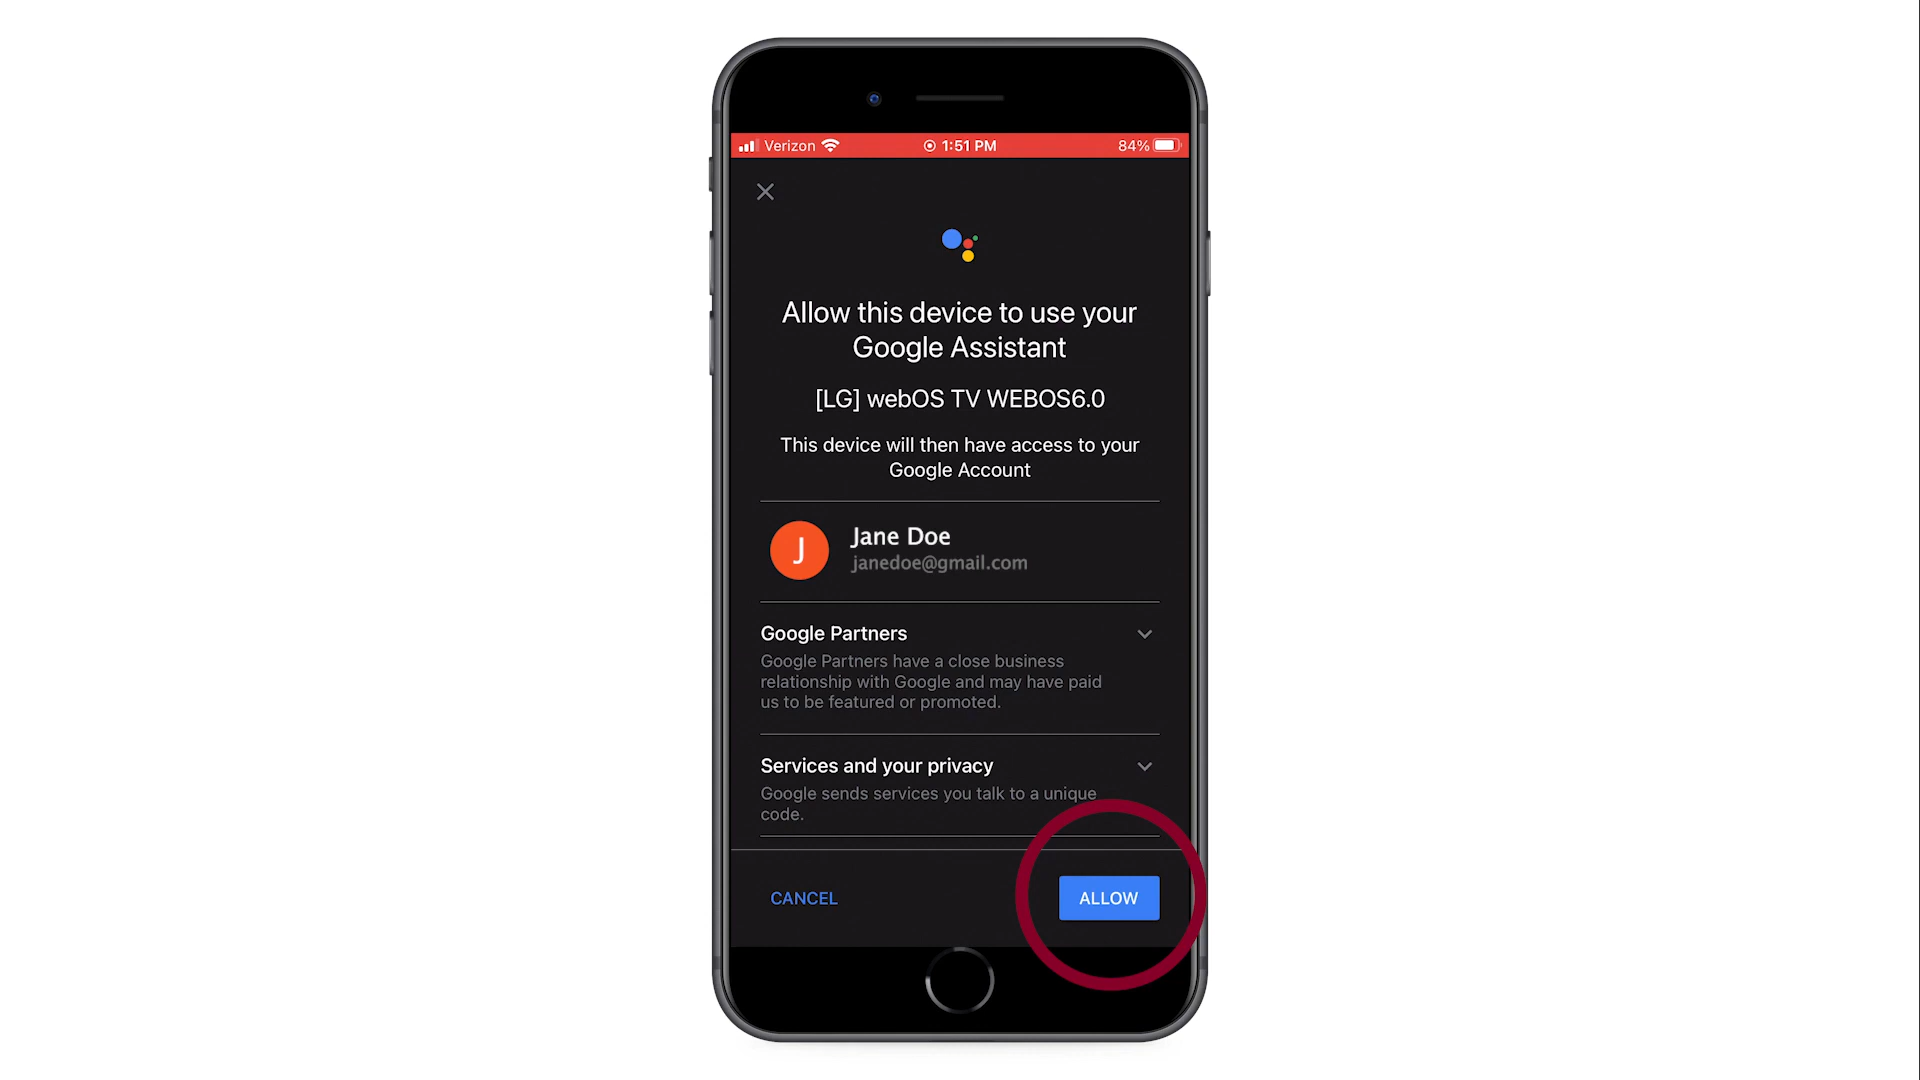 Verizon 1:51 PM 84%
Allow this device to use your
Google Assistant
[LG] webOS TV WEBOS6.0
This device will then have access to your
Google Account
J
Jane Doe
janedoe@gmail.com
Google Partners
Google Partners have a close business
relationship with Google and may have paid
us to be featured or promoted.
Services and your privacy
Google sends services you talk to a unique
code.
CANCEL ALLOW